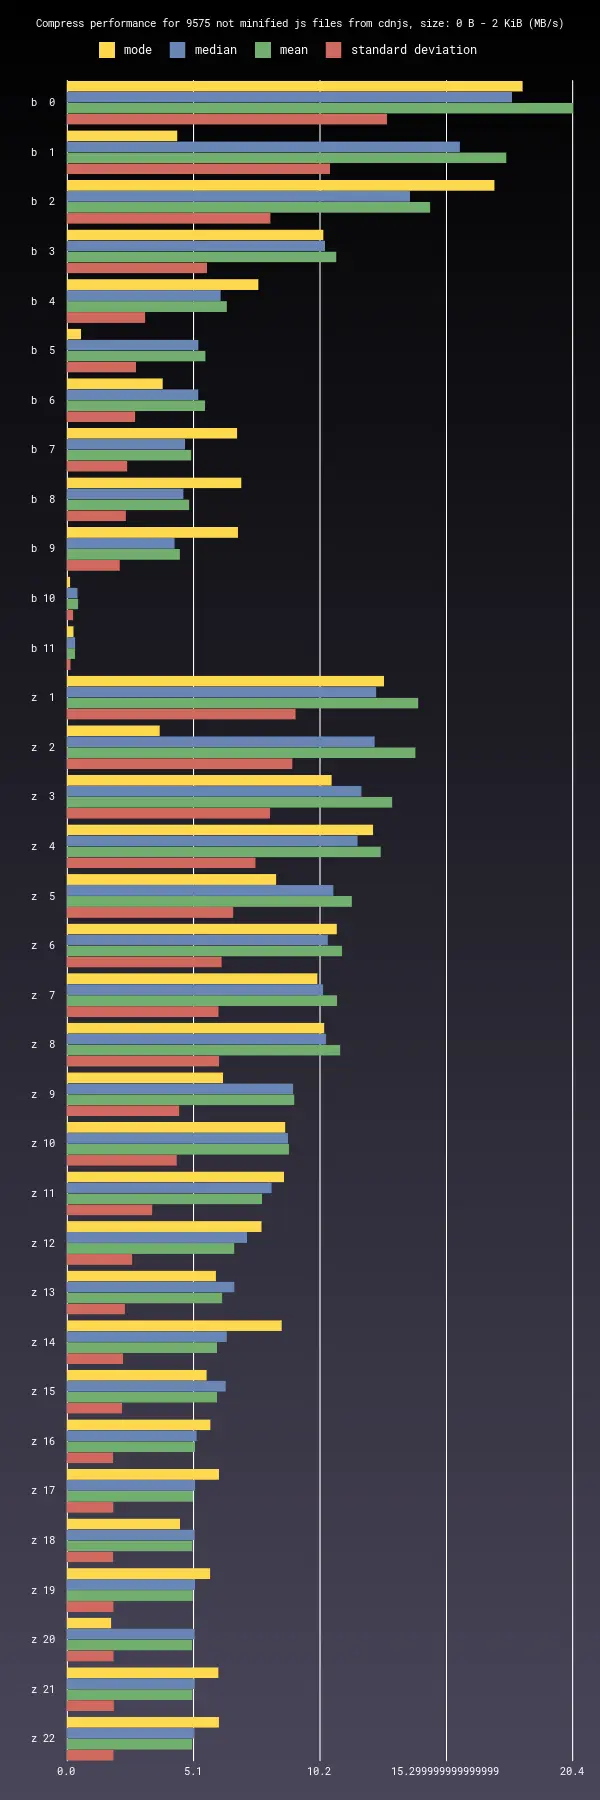 Compress performance for 9575 not minified js files from cdnjs, size: 0 B - 2 KiB (MB/s)
mode median mean standard deviation
b 0
b 1
b 2
b 3
b 4
b 5
b 6
b 7
b 8
b 9
b 10
b 11
z 1
z 2
z 3
z 4
z 5
z 6
z 7
z 8
z 9
z 10
z 11
z 12
z 13
z 14
z 15
z 16
z 17
z 18
z 19
z 20
z 21
z 22
0.0 5.1 10.2 15.299999999999999 20.4